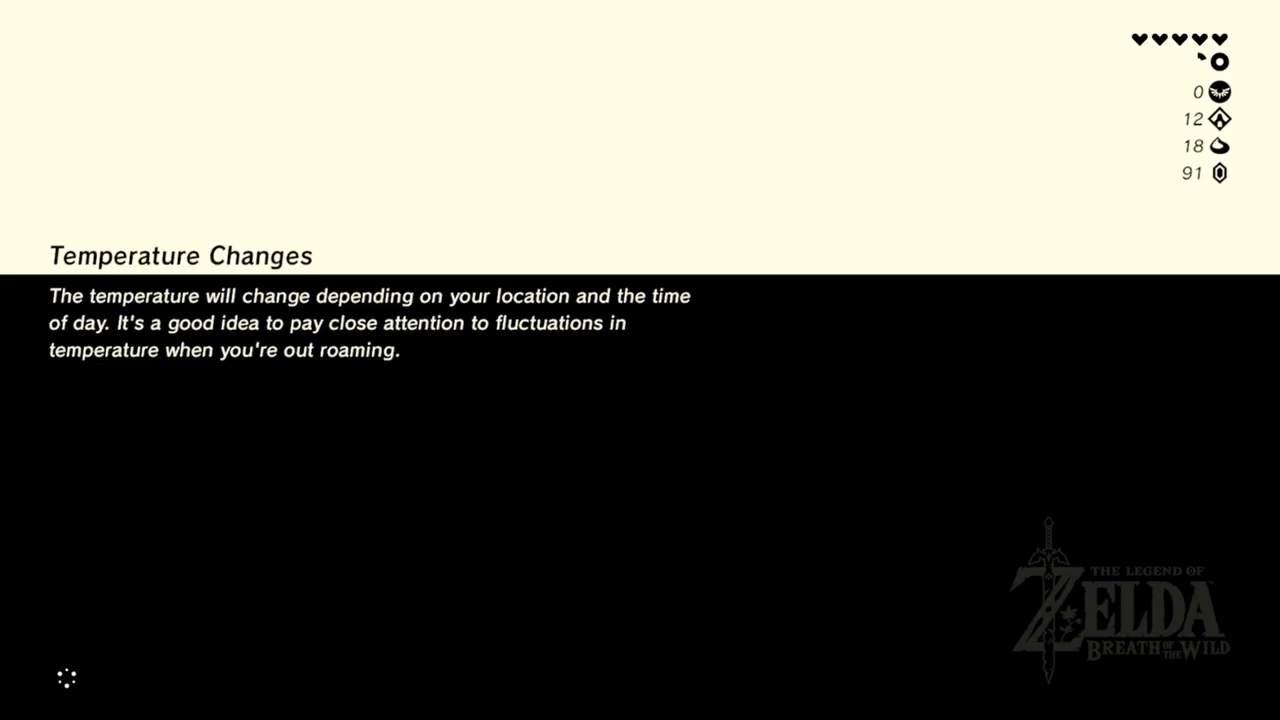 0
12
18
91
Temperature Changes
The temperature will change depending on your location and the time
of day. It's a good idea to pay close attention to fluctuations in
temperature when you're out roaming.
THE LEGEND OF
ZELDA
BREATH OF THE WILD